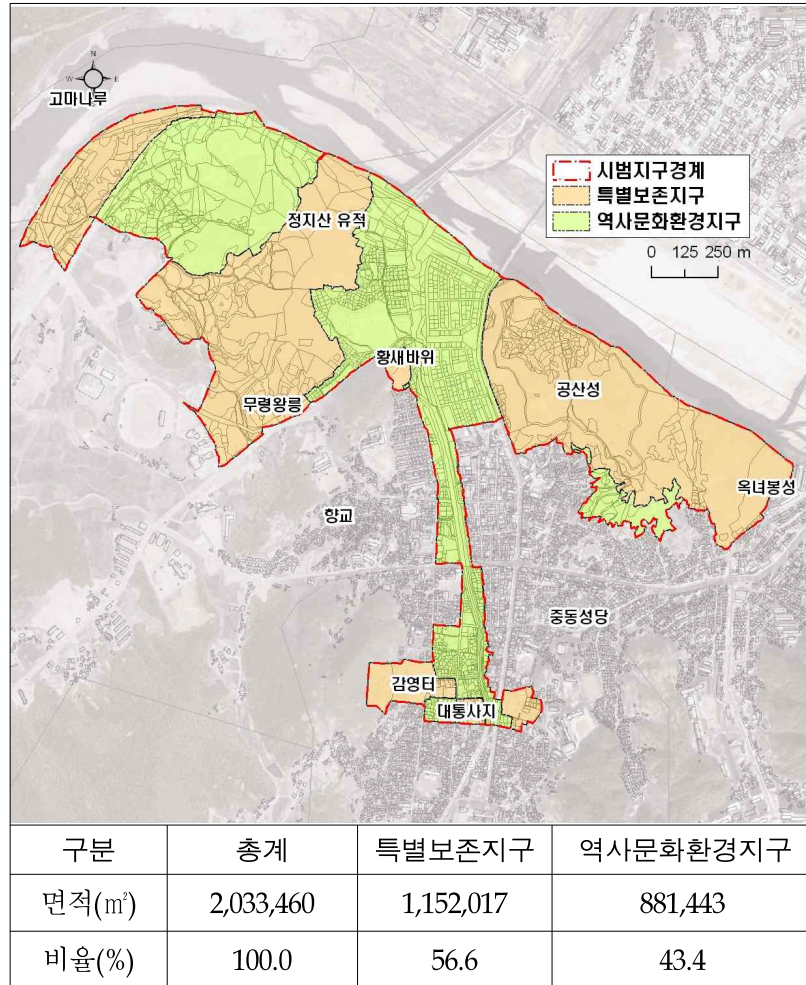 N
W E
고마나루
시범지구경계
특별보존지구
역사문화환경지구
0 125 250 m
정지산 유적
황새바위
공산성
무령왕릉
옥녀봉성
향교
중동성당
감영터
대통사지
구분 총계 특별보존지구 역사문화환경지구
면적(㎡) 2,033,460 1,152,017 881,443
비율(%) 100.0 56.6 43.4